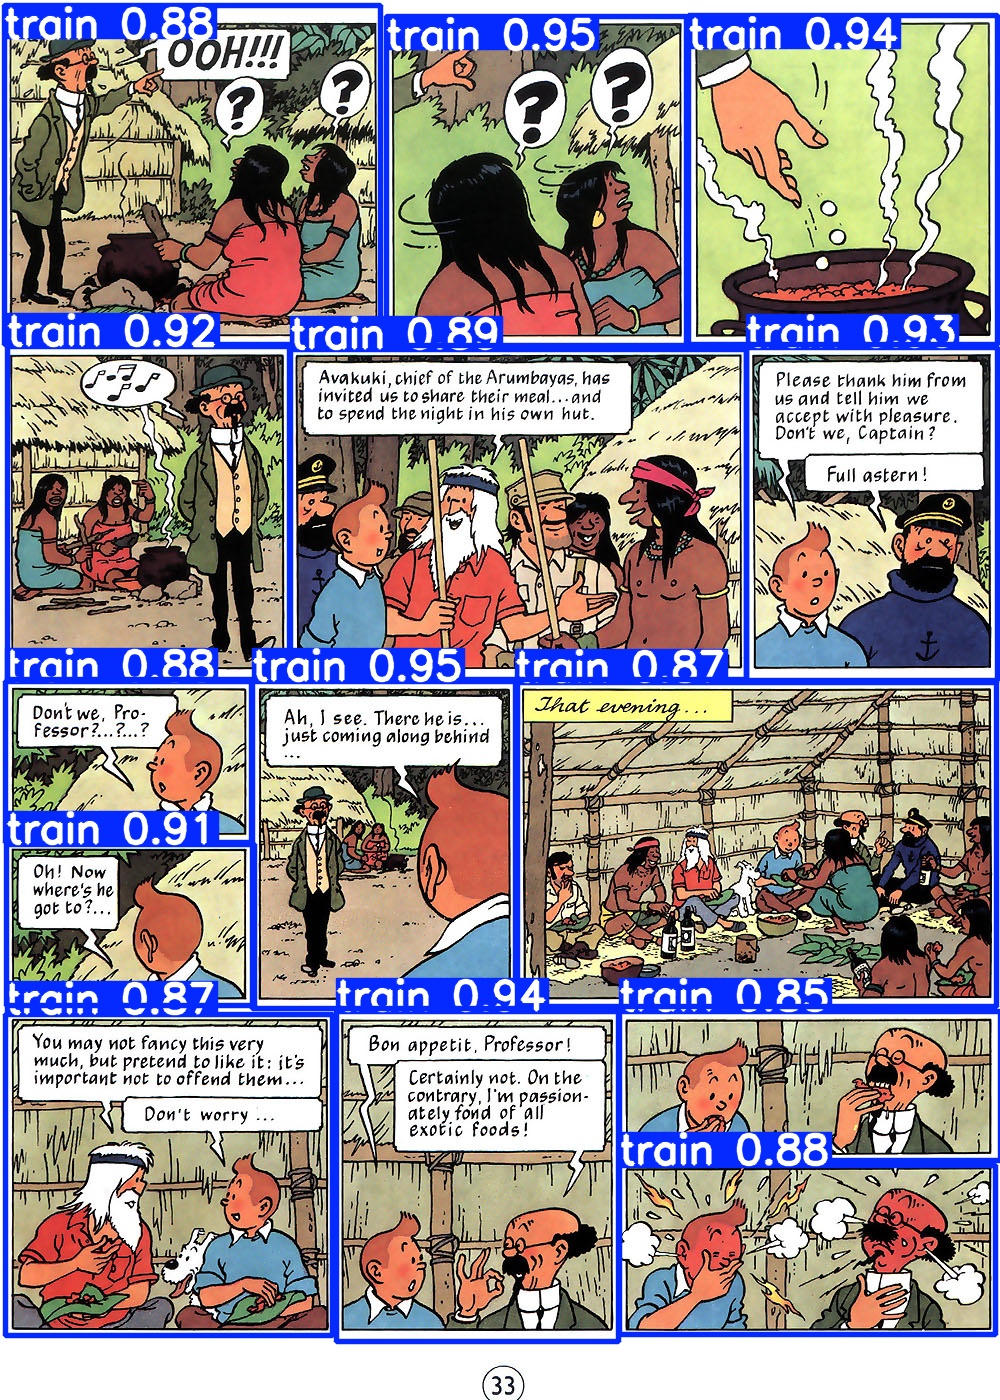 train 0.88
OOH!!!
?
?
train 0.95
?
?
train 0.94
train 0.92
train 0.89
Avakuki, chief of the Arumbayas, has
invited us to share their meal...and
to spend the night in his own hut.
train 0.93
Please thank him from
us and tell him we
accept with pleasure.
Don't we, Captain?
Full astern!
train 0.88
Don't we, Pro-
fessor?...?...?
train 0.91
Oh! Now
where's he
got to?...
train 0.95
Ah, I see. There he is...
just coming along behind
...
train 0.87
That evening...
train 0.87
You may not fancy this very
much, but pretend to like it: it's
important not to offend them...
Don't worry ...
train 0.94
Bon appetit, Professor!
Certainly not. On the
contrary, I'm passion-
ately fond of all
exotic foods!
train 0.85
train 0.88
33